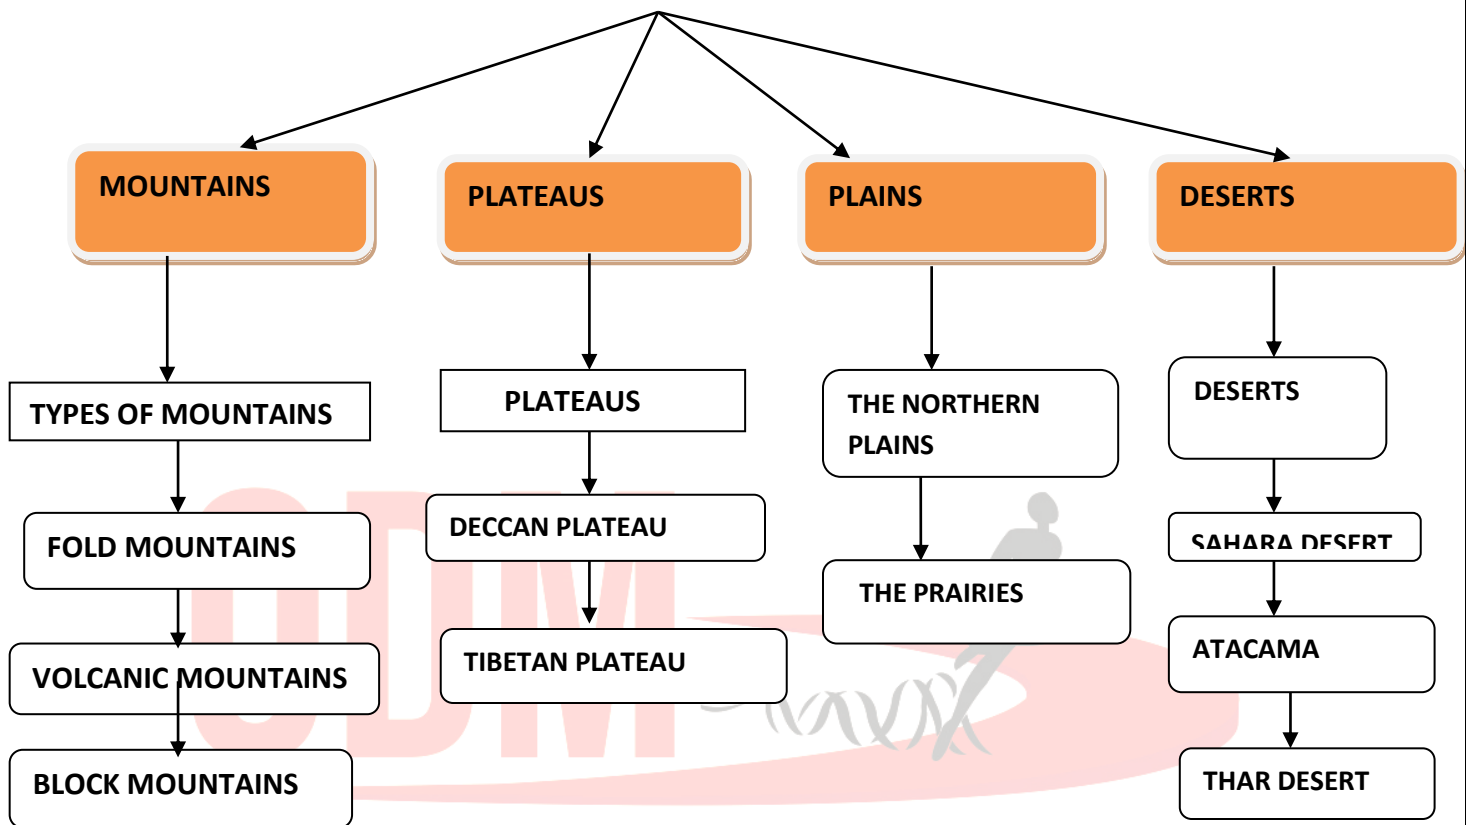 MOUNTAINS
PLATEAUS
PLAINS
DESERTS
TYPES OF MOUNTAINS
PLATEAUS
THE NORTHERN
PLAINS
DESERTS
FOLD MOUNTAINS
DECCAN PLATEAU
THE PRAIRIES
SAHARA DESERT
VOLCANIC MOUNTAINS
TIBETAN PLATEAU
ATACAMA
BLOCK MOUNTAINS
THAR DESERT
ODM